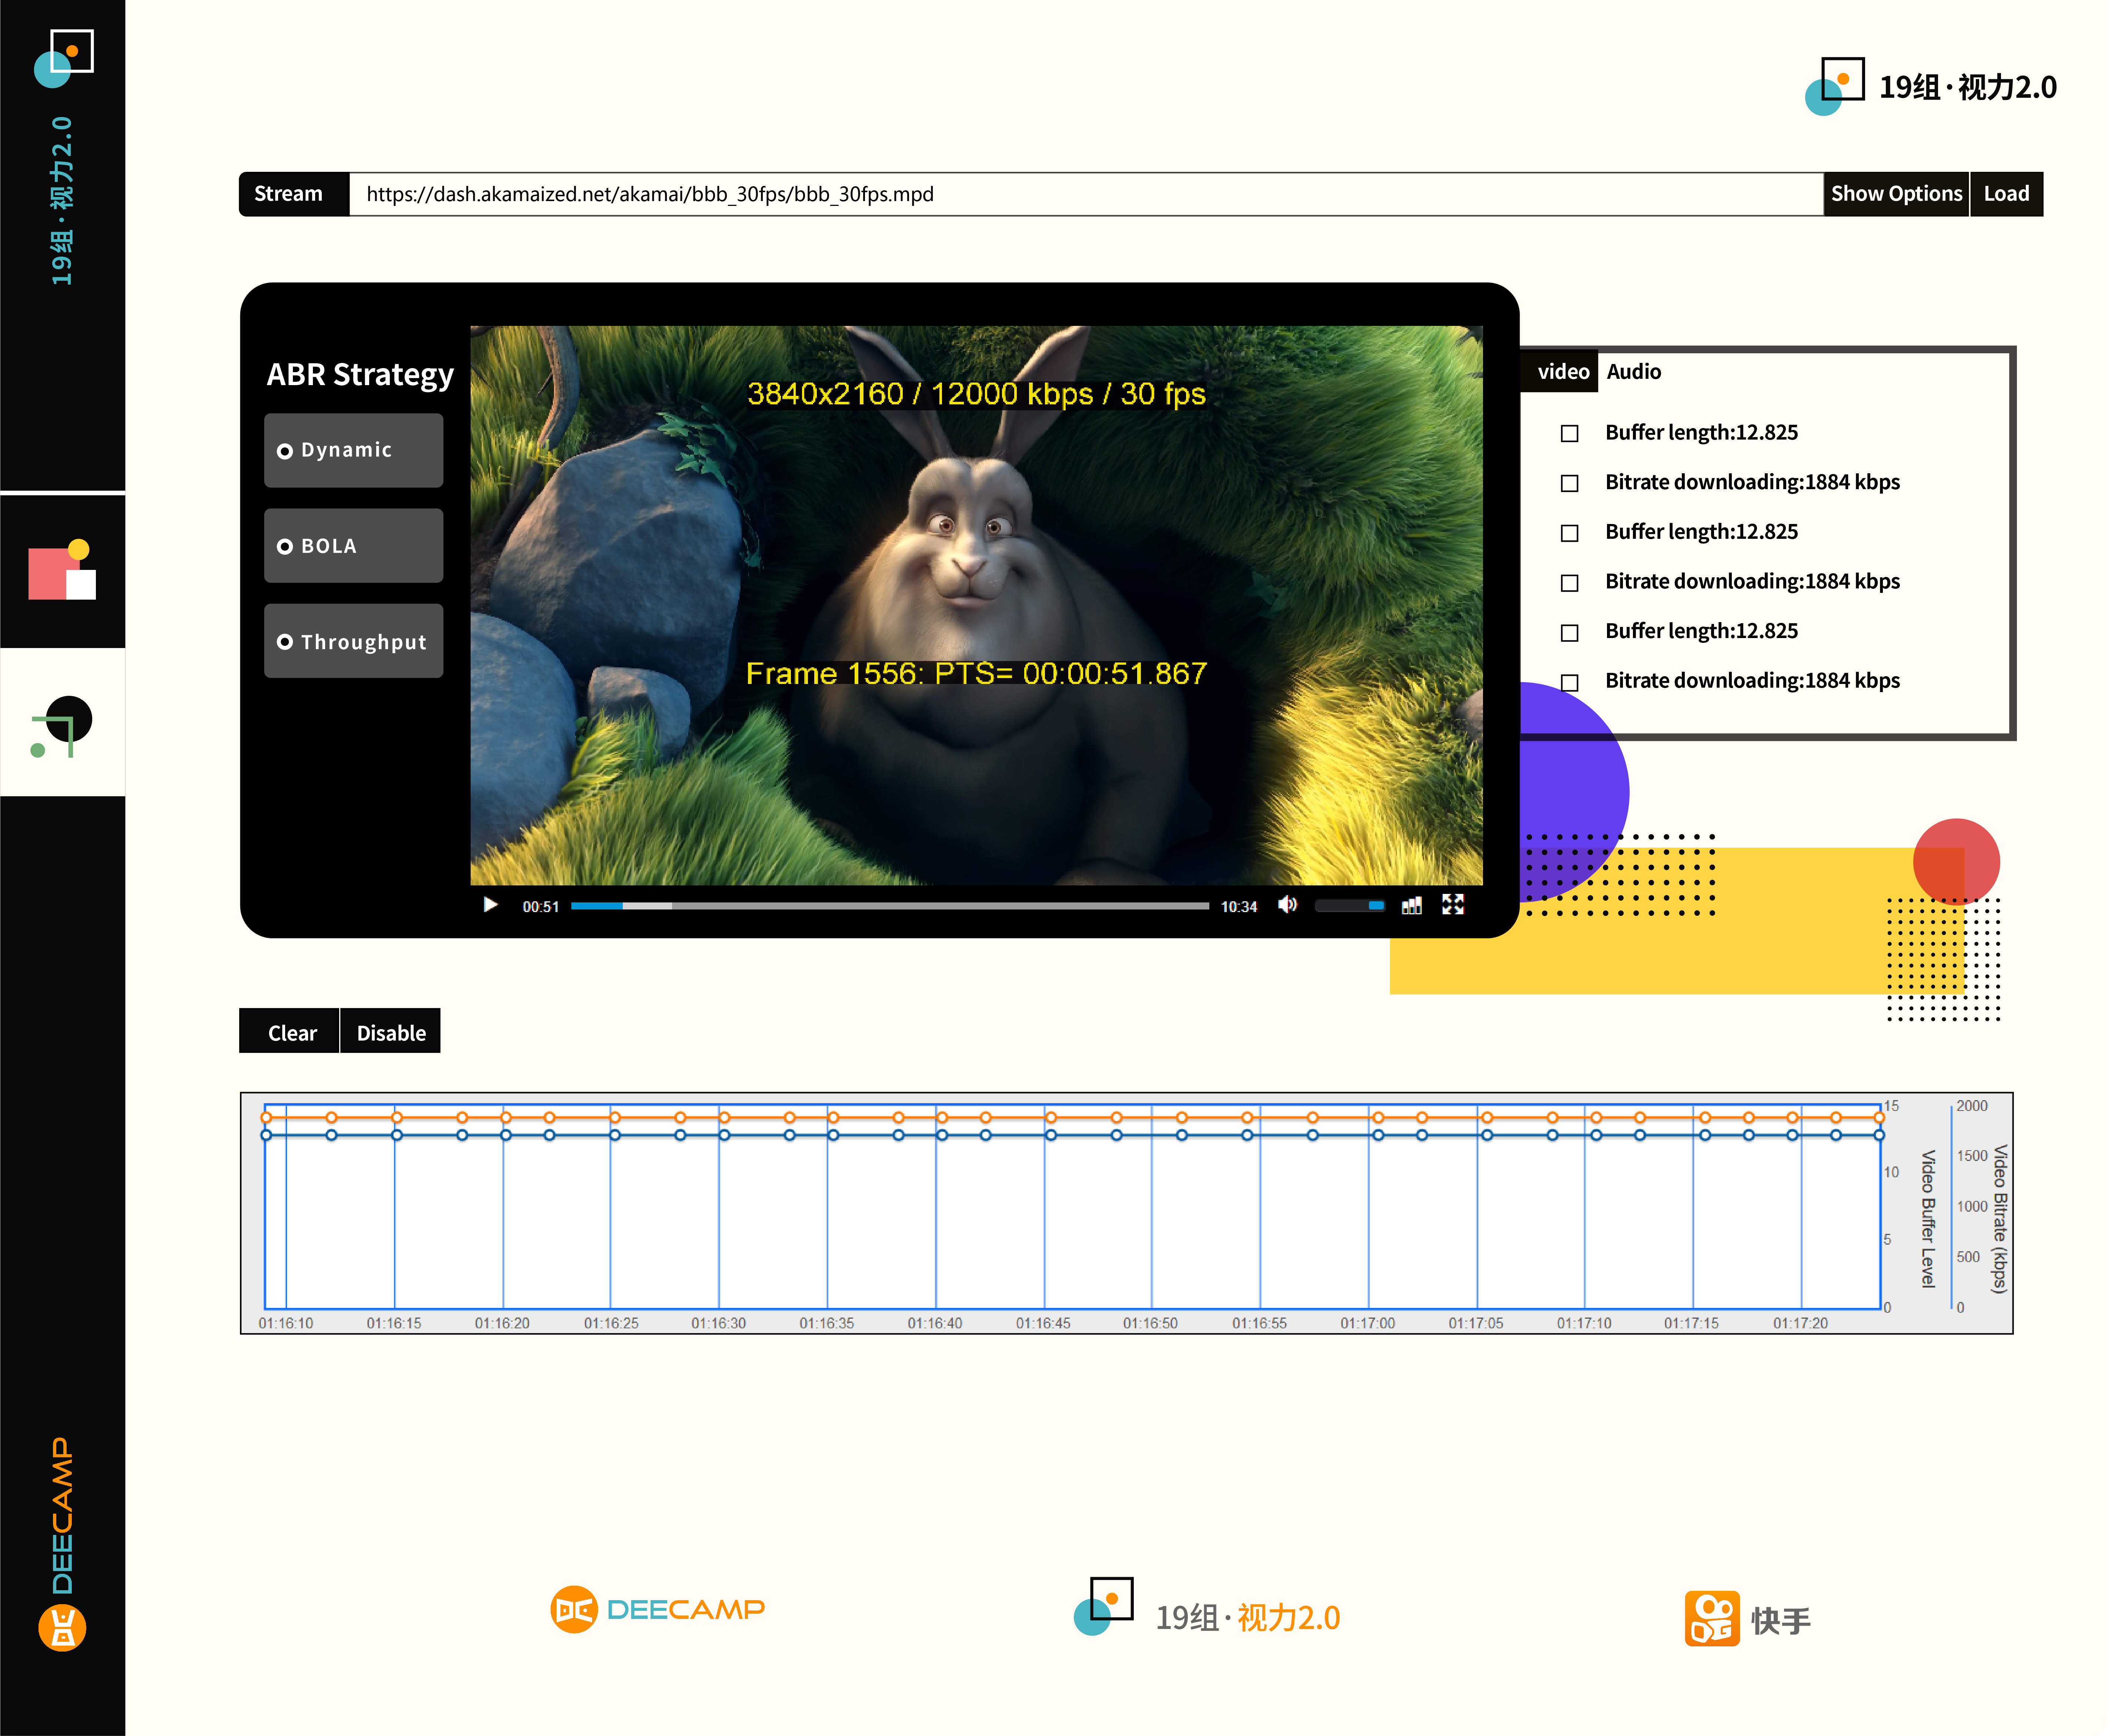 19组·视力2.0
19组·视力2.0
Stream https://dash.akamaized.net/akamai/bbb_30fps/bbb_30fps.mpd Show Options Load
ABR Strategy
Dynamic
BOLA
Throughput
3840x2160 / 12000 kbps / 30 fps
Frame 1556: PTS= 00:00:51.867
00:51 10:34
video Audio
Buffer length:12.825
Bitrate downloading:1884 kbps
Buffer length:12.825
Bitrate downloading:1884 kbps
Buffer length:12.825
Bitrate downloading:1884 kbps
Clear Disable
15
10
5
0
Video Buffer Level
2000
1500
1000
500
0
Video Bitrate (kbps)
01:16:10 01:16:15 01:16:20 01:16:25 01:16:30 01:16:35 01:16:40 01:16:45 01:16:50 01:16:55 01:17:00 01:17:05 01:17:10 01:17:15 01:17:20
DEECAMP
DEECAMP
19组·视力2.0
快手